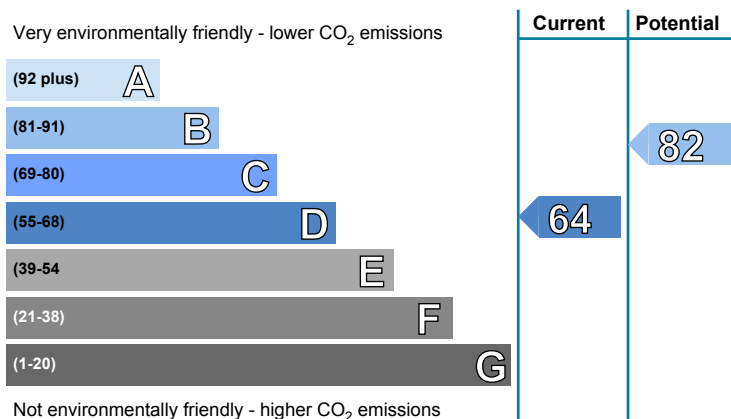 Current Potential
Very environmentally friendly - lower CO2 emissions
(92 plus) A
(81-91) B
82
(69-80) C
(55-68) D
64
(39-54 E
(21-38) F
(1-20) G
Not environmentally friendly - higher CO2 emissions